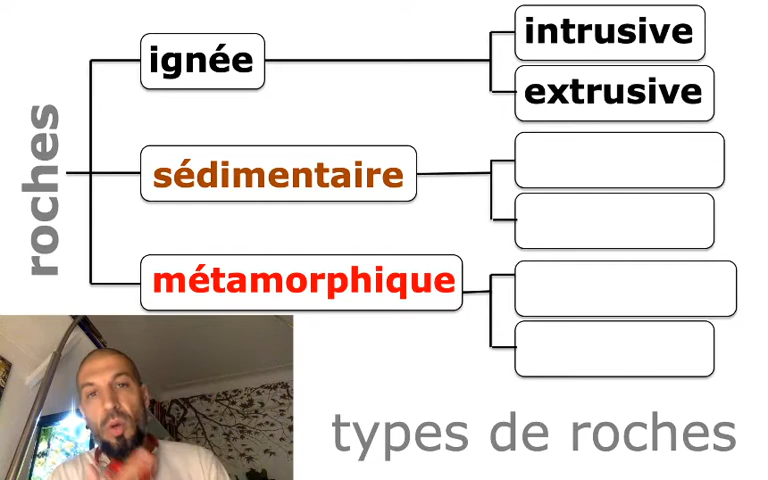 roches
ignée
intrusive
extrusive
sédimentaire
métamorphique
types de roches